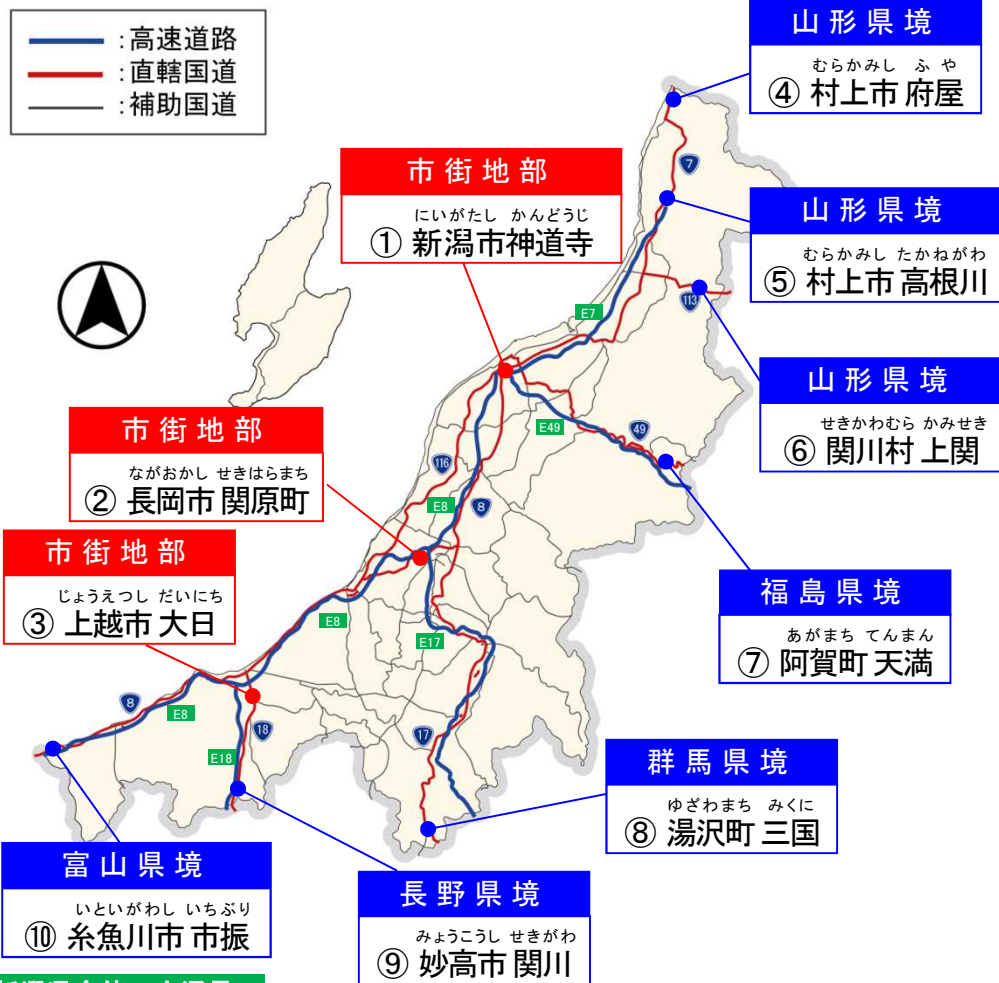 :高速道路
:直轄国道
:補助国道
山形県境
むらかみし ふや
④ 村上市 府屋
7
市街地部
にいがたし かんどうじ
① 新潟市神道寺
山形県境
むらかみし たかねがわ
⑤ 村上市 高根川
113
E7
山形県境
せきかわむら かみせき
⑥ 関川村 上関
市街地部
ながおかし せきはらまち
② 長岡市 関原町
E49
49
116
E8
8
市街地部
じょうえつし だいにち
③ 上越市 大日
福島県境
あがまち てんまん
⑦ 阿賀町 天満
E8
E17
8
E8
18
E18
17
群馬県境
ゆざわまち みくに
⑧ 湯沢町 三国
富山県境
いといがわし いちぶり
⑩ 糸魚川市 市振
長野県境
みょうこうし せきがわ
⑨ 妙高市 関川